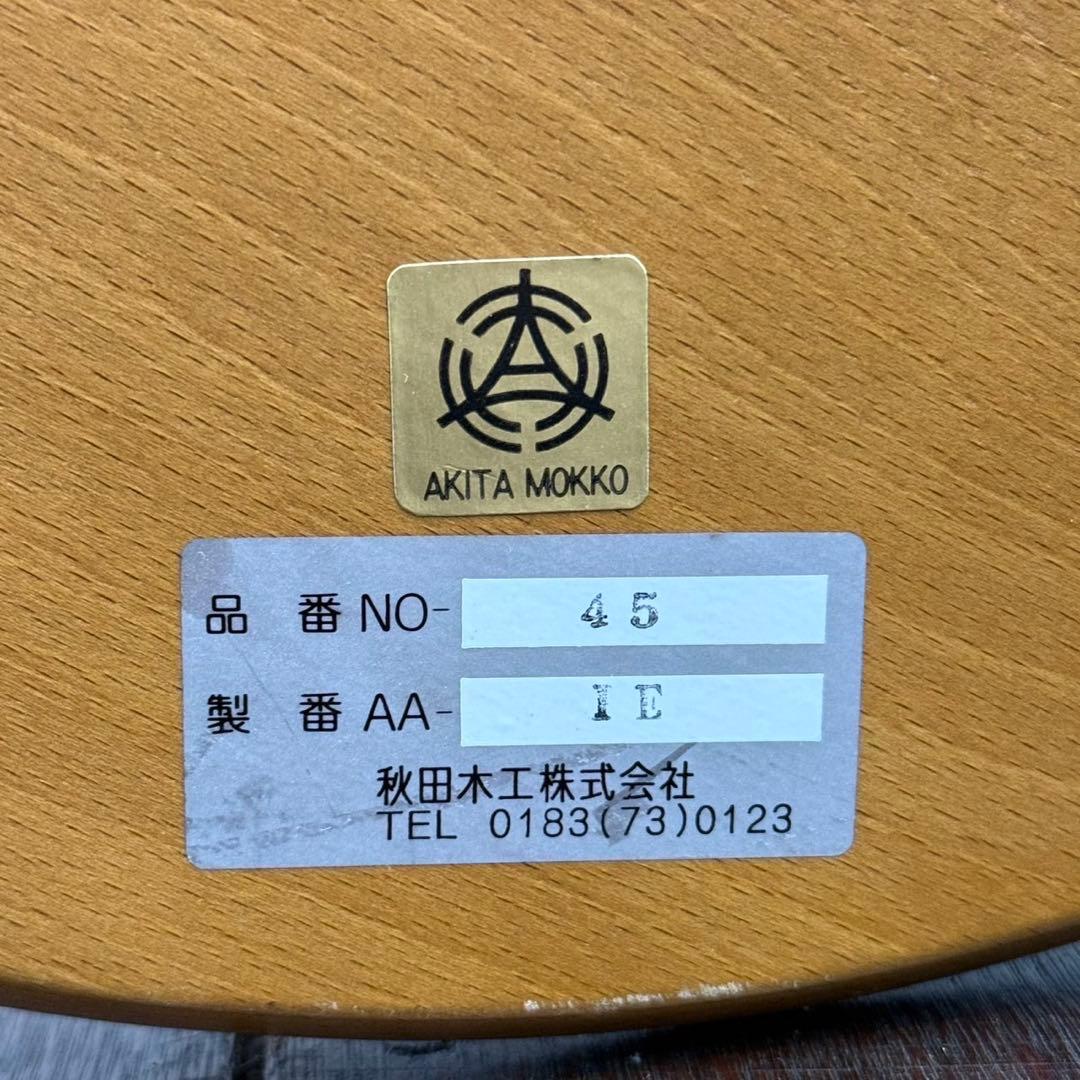 AKITA MOKKO
品 番 NO- 45
製 番 AA- IE
秋田木工株式会社
TEL 0183(73)0123